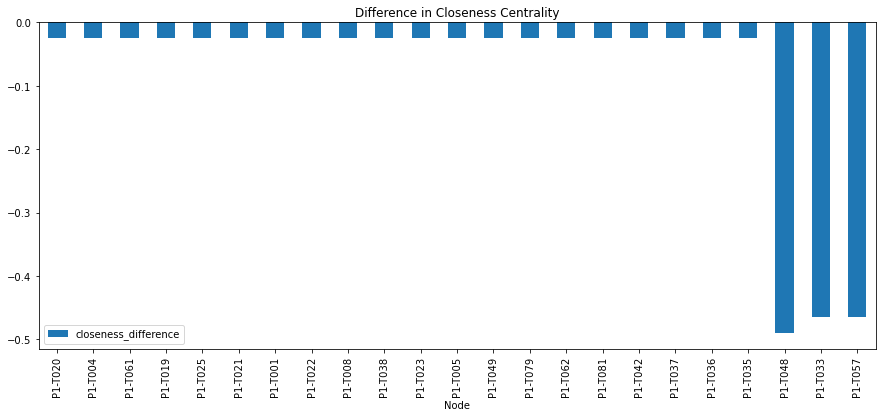 Difference in Closeness Centrality
0.0
−0.1
−0.2
−0.3
−0.4
−0.5
closeness_difference
P1-T020
P1-T004
P1-T061
P1-T019
P1-T025
P1-T021
P1-T001
P1-T022
P1-T008
P1-T038
P1-T023
P1-T005
P1-T049
P1-T079
P1-T062
P1-T081
P1-T042
P1-T037
P1-T036
P1-T035
P1-T048
P1-T033
P1-T057
Node